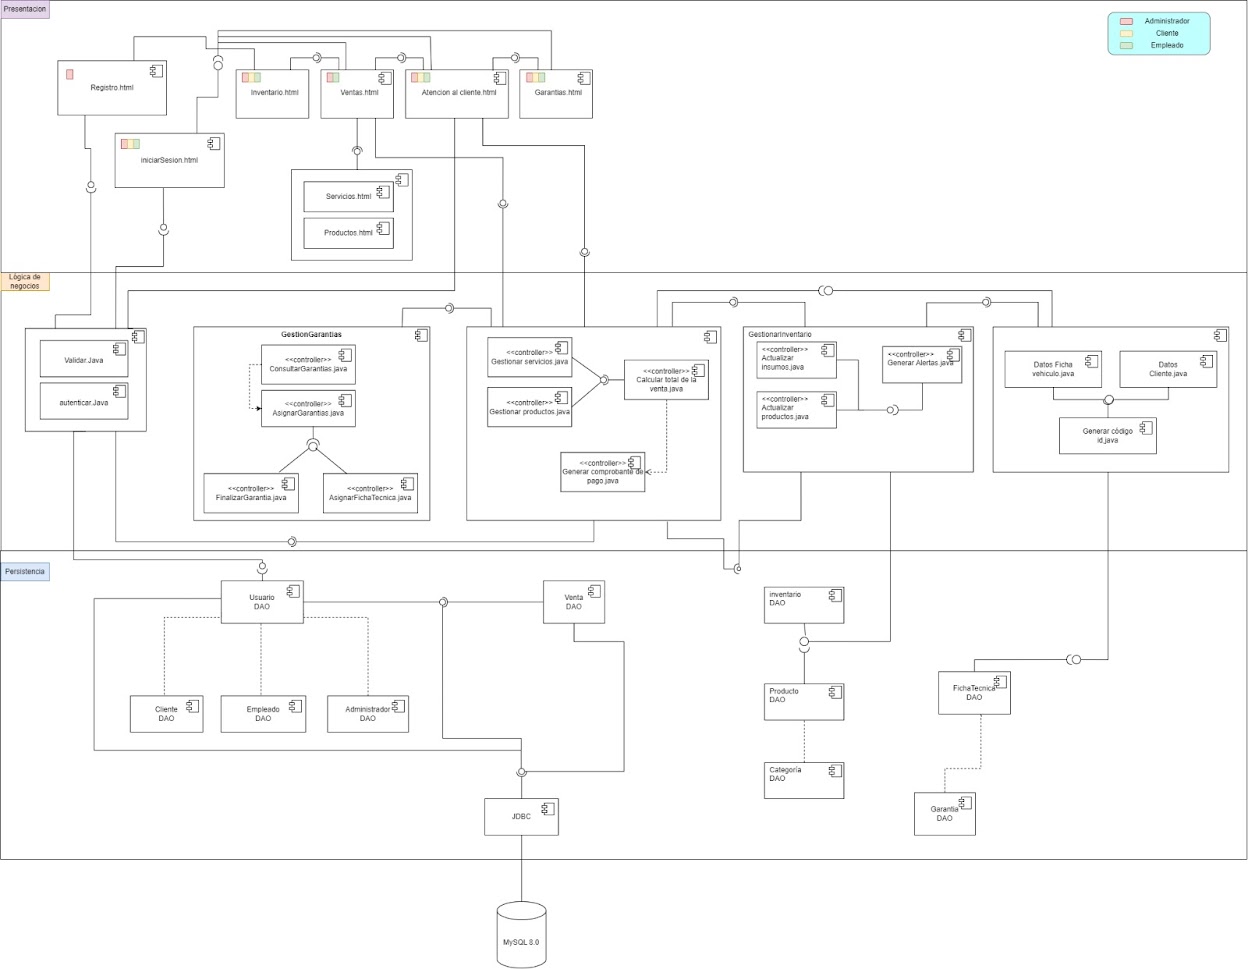 Presentacion
Administrador
Cliente
Empleado
Registro.html
Inventario.html
Ventas.html
Atencion al cliente.html
Garantias.html
iniciarSesion.html
Servicios.html
Productos.html
Lógica de
negocios
Validar.Java
autenticar.Java
GestionGarantias
<<controller>>
ConsultarGarantias.java
<<controller>>
AsignarGarantias.java
<<controller>>
FinalizarGarantia.java
<<controller>>
AsignarFichaTecnica.java
<<controller>>
Gestionar servicios.java
<<controller>>
Gestionar productos.java
<<controller>>
Calcular total de la
venta.java
<<controller>>
Generar comprobante de
pago.java
GestionarInventario
<<controller>>
Actualizar
insumos.java
<<controller>>
Actualizar
productos.java
<<controller>>
Generar Alertas.java
Datos Ficha
vehiculo.java
Datos
Cliente.java
Generar código
id.java
Persistencia
Usuario
DAO
Venta
DAO
inventario
DAO
Cliente
DAO
Empleado
DAO
Administrador
DAO
Producto
DAO
FichaTecnica
DAO
Categoría
DAO
Garantia
DAO
JDBC
MySQL 8.0